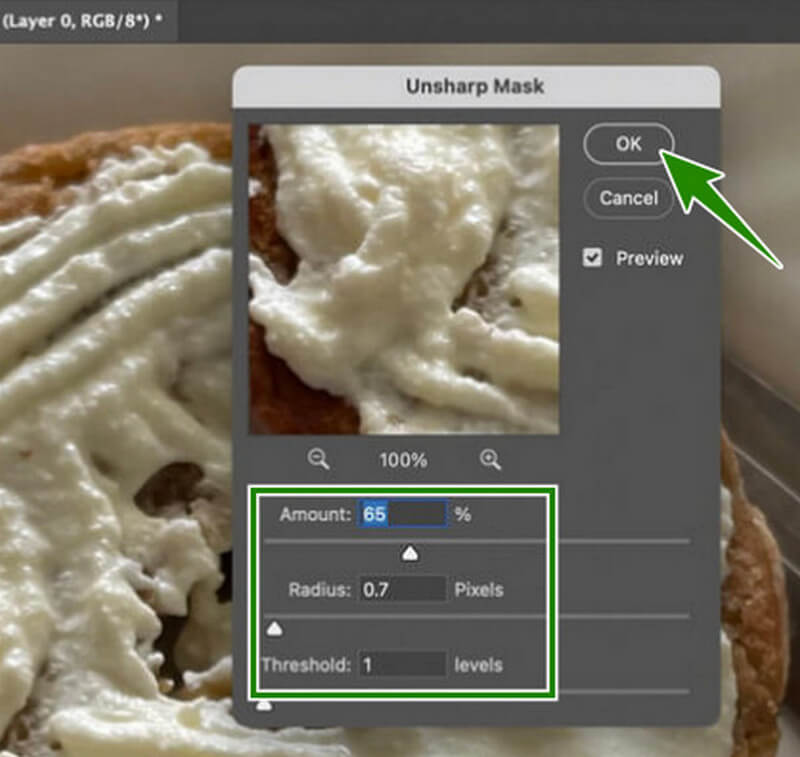 (Layer 0, RGB/8*) *
Unsharp Mask
OK
Cancel
Preview
100%
Amount: 65 %
Radius: 0.7 Pixels
Threshold: 1 levels